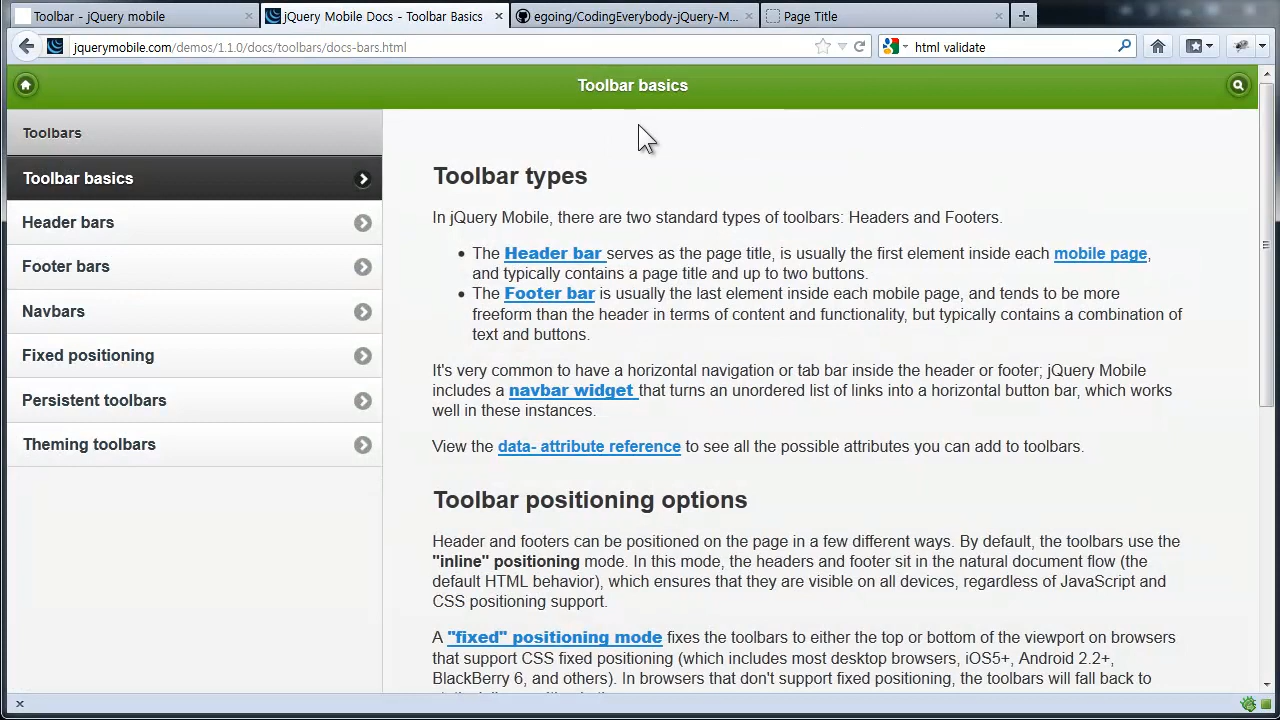 Toolbar - jQuery mobile
jQuery Mobile Docs - Toolbar Basics
egoing/CodingEverybody-jQuery-M...
Page Title
jquerymobile.com/demos/1.1.0/docs/toolbars/docs-bars.html
html validate
Toolbar basics
Toolbars
Toolbar basics
Header bars
Footer bars
Navbars
Fixed positioning
Persistent toolbars
Theming toolbars
Toolbar types
In jQuery Mobile, there are two standard types of toolbars: Headers and Footers.
The Header bar serves as the page title, is usually the first element inside each mobile page,
and typically contains a page title and up to two buttons.
The Footer bar is usually the last element inside each mobile page, and tends to be more
freeform than the header in terms of content and functionality, but typically contains a combination of
text and buttons.
It's very common to have a horizontal navigation or tab bar inside the header or footer; jQuery Mobile
includes a navbar widget that turns an unordered list of links into a horizontal button bar, which works
well in these instances.
View the data- attribute reference to see all the possible attributes you can add to toolbars.
Toolbar positioning options
Header and footers can be positioned on the page in a few different ways. By default, the toolbars use the
"inline" positioning mode. In this mode, the headers and footer sit in the natural document flow (the
default HTML behavior), which ensures that they are visible on all devices, regardless of JavaScript and
CSS positioning support.
A "fixed" positioning mode fixes the toolbars to either the top or bottom of the viewport on browsers
that support CSS fixed positioning (which includes most desktop browsers, iOS5+, Android 2.2+,
BlackBerry 6, and others). In browsers that don't support fixed positioning, the toolbars will fall back to